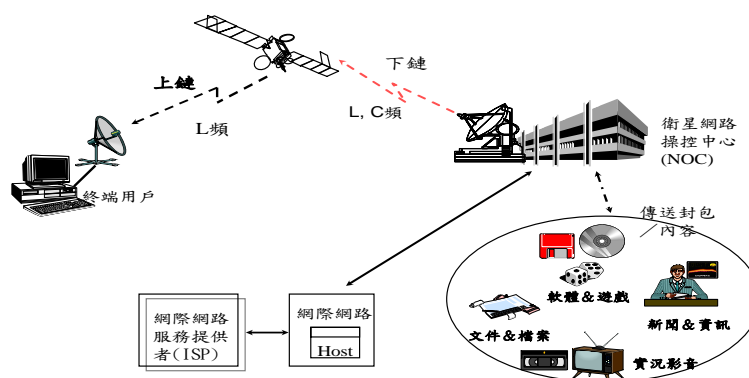 下鏈
上鏈
L, C頻
L頻
衛星網路
操控中心
(NOC)
終端用戶
傳送封包
內容
軟體&遊戲
新聞&資訊
文件&檔案
實況影音
網際網路
服務提供
者(ISP)
網際網路
Host